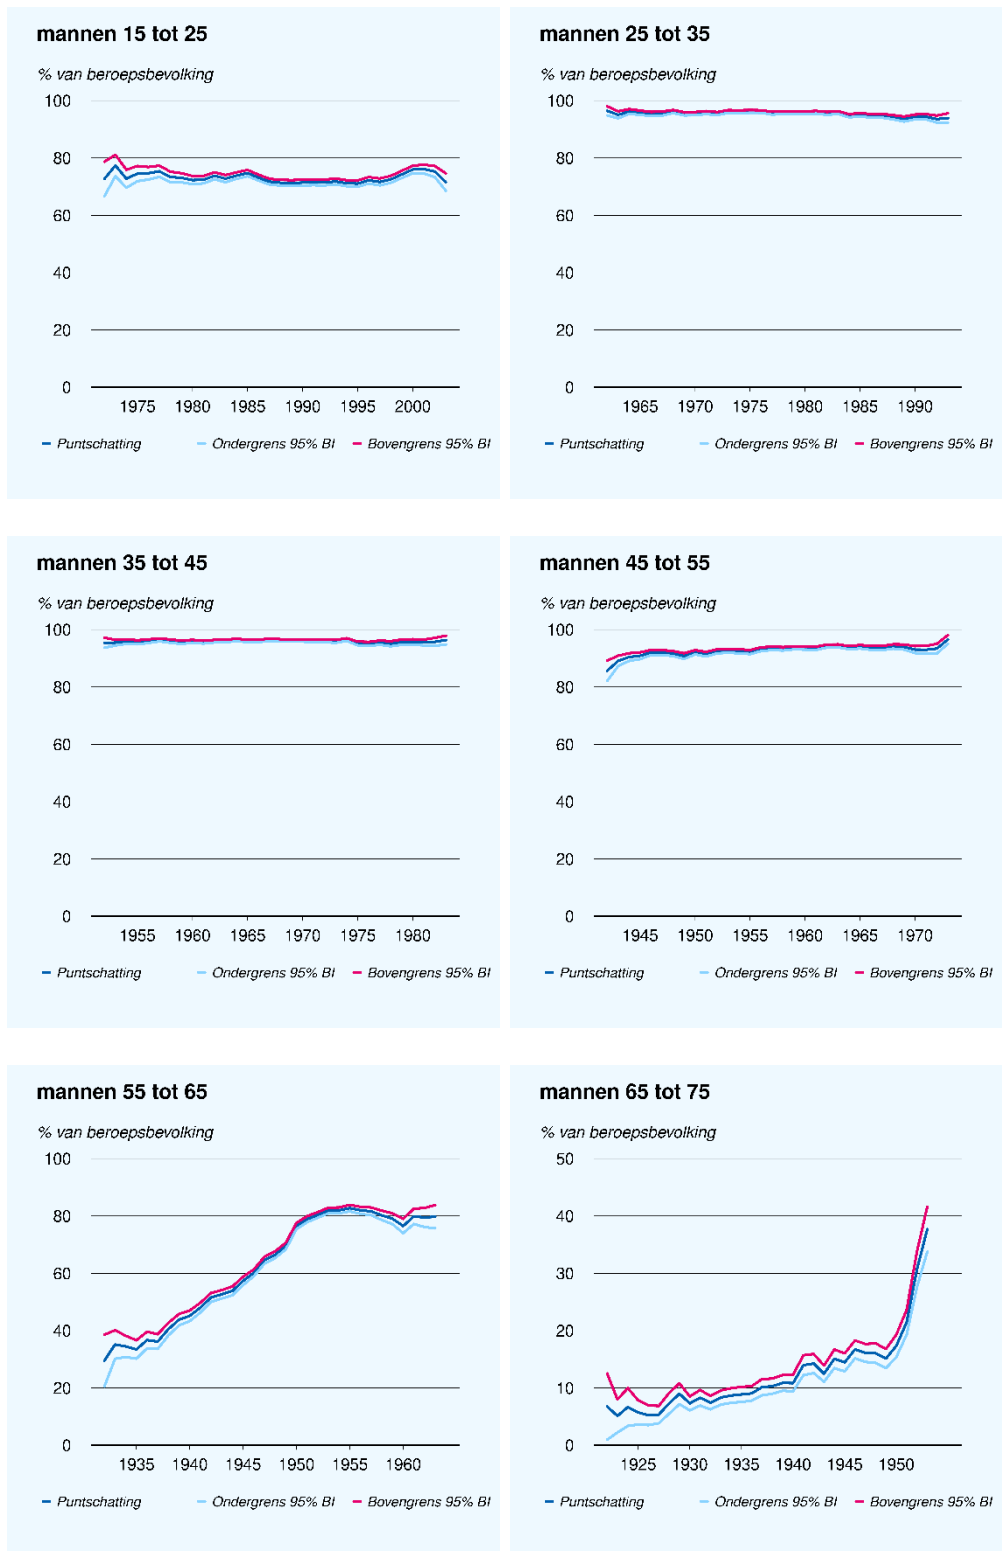 mannen 15 tot 25
% van beroepsbevolking
100
80
60
40
20
0
1975 1980 1985 1990 1995 2000
Puntschatting Ondergrens 95% BI Bovengrens 95% BI
mannen 25 tot 35
% van beroepsbevolking
100
80
60
40
20
0
1965 1970 1975 1980 1985 1990
Puntschatting Ondergrens 95% BI Bovengrens 95% BI
mannen 35 tot 45
% van beroepsbevolking
100
80
60
40
20
0
1955 1960 1965 1970 1975 1980
Puntschatting Ondergrens 95% BI Bovengrens 95% BI
mannen 45 tot 55
% van beroepsbevolking
100
80
60
40
20
0
1945 1950 1955 1960 1965 1970
Puntschatting Ondergrens 95% BI Bovengrens 95% BI
mannen 55 tot 65
% van beroepsbevolking
100
80
60
40
20
0
1935 1940 1945 1950 1955 1960
Puntschatting Ondergrens 95% BI Bovengrens 95% BI
mannen 65 tot 75
% van beroepsbevolking
50
40
30
20
10
0
1925 1930 1935 1940 1945 1950
Puntschatting Ondergrens 95% BI Bovengrens 95% BI